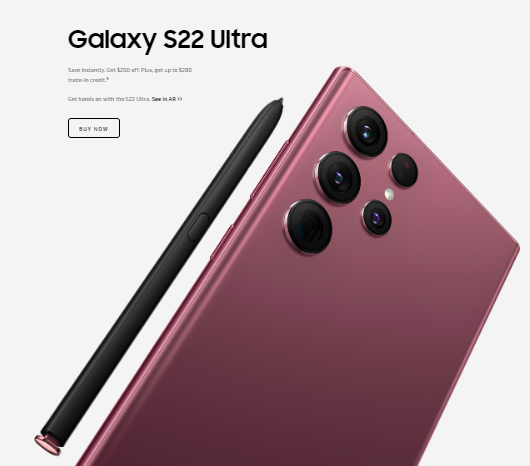 Galaxy S22 Ultra
Save instantly. Get $200 off. Plus, get up to $280
trade-in credit.*
Get hands on with the S22 Ultra. See in AR >>
BUY NOW